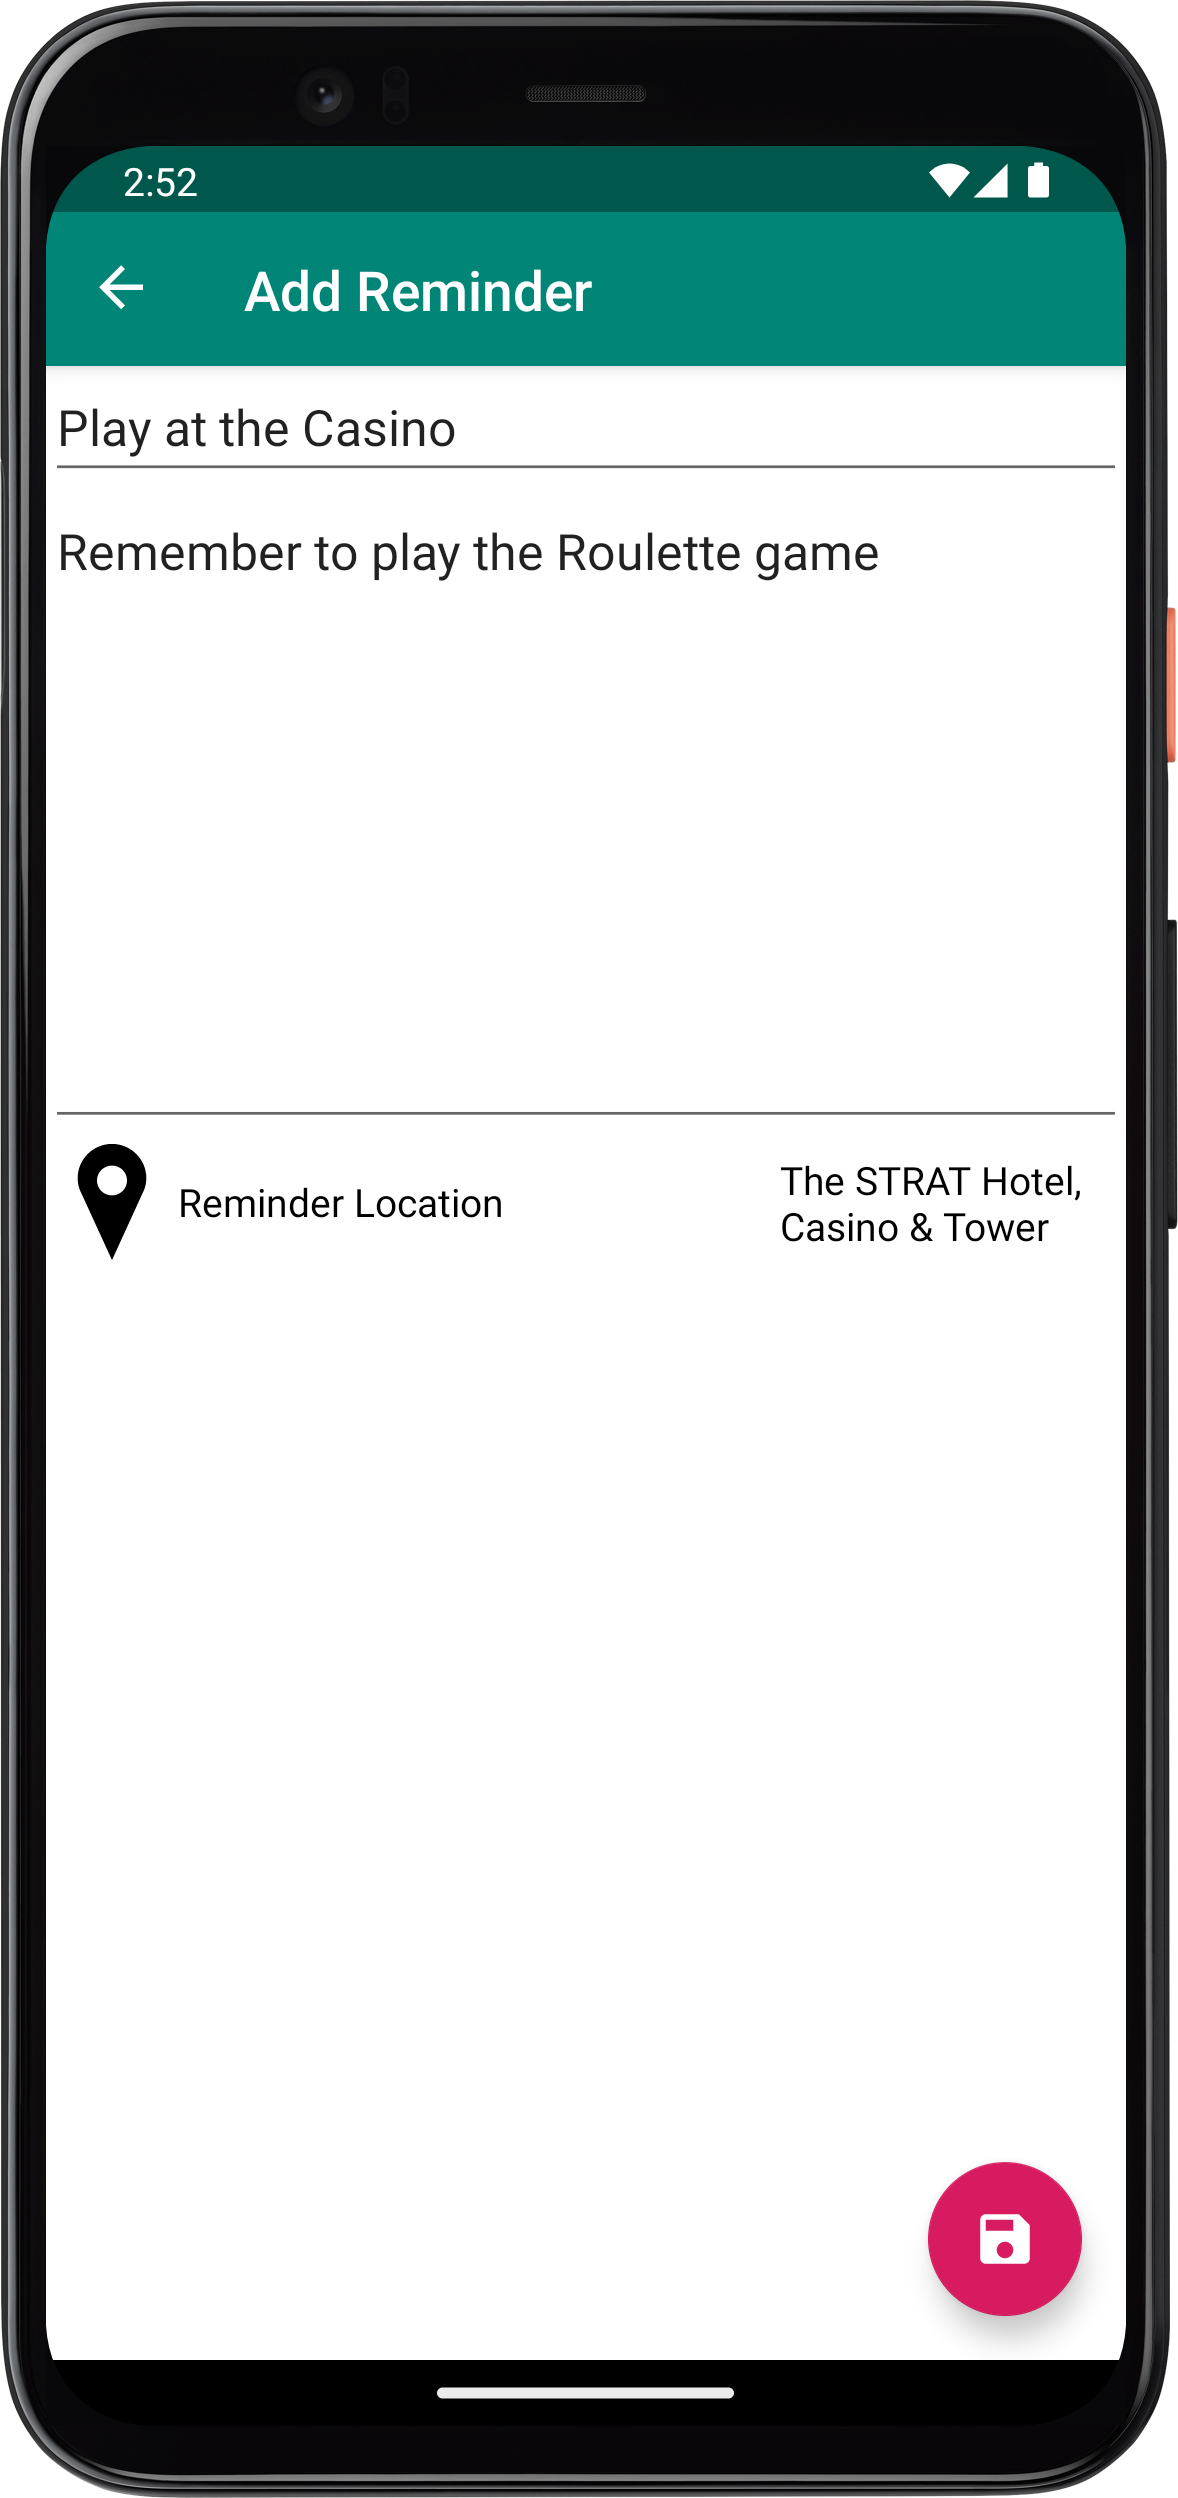 2:52
Add Reminder
Play at the Casino
Remember to play the Roulette game
Reminder Location
The STRAT Hotel,
Casino & Tower